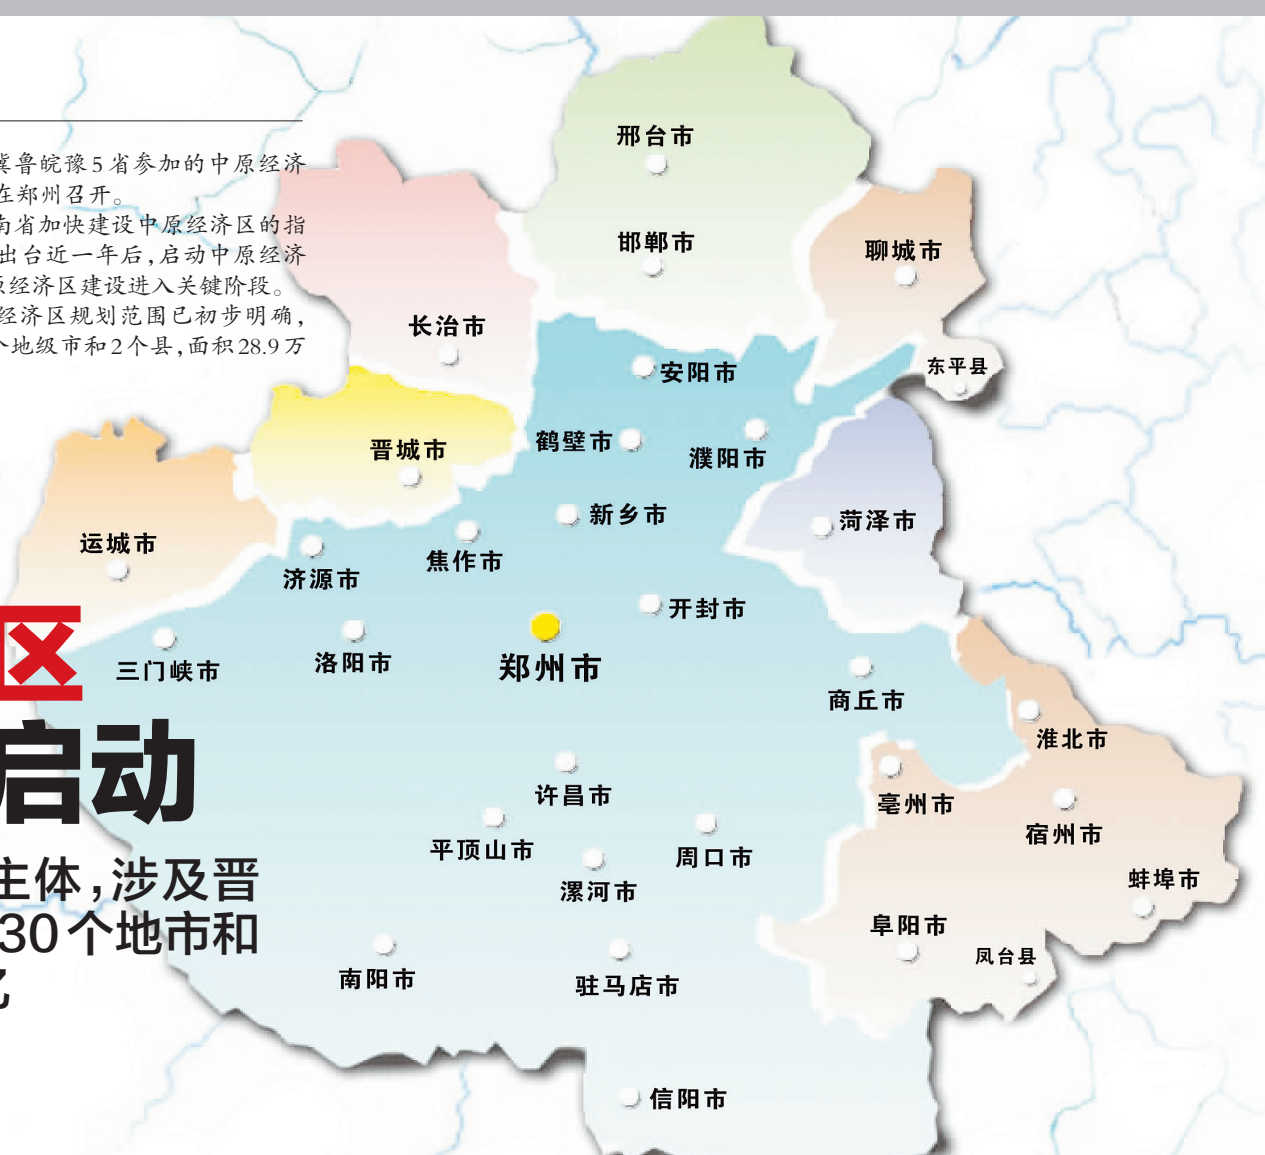 冀鲁皖豫5省参加的中原经济
在郑州召开。
南省加快建设中原经济区的指
出台近一年后,启动中原经济
原经济区建设进入关键阶段。
经济区规划范围已初步明确,
个地级市和2个县,面积28.9万
区
启动
主体,涉及晋
30个地市和
亿
邢台市
邯郸市
聊城市
长治市
东平县
安阳市
晋城市
鹤壁市
濮阳市
新乡市
菏泽市
运城市
焦作市
济源市
开封市
三门峡市
洛阳市
郑州市
商丘市
淮北市
许昌市
亳州市
宿州市
平顶山市
周口市
漯河市
蚌埠市
阜阳市
凤台县
南阳市
驻马店市
信阳市